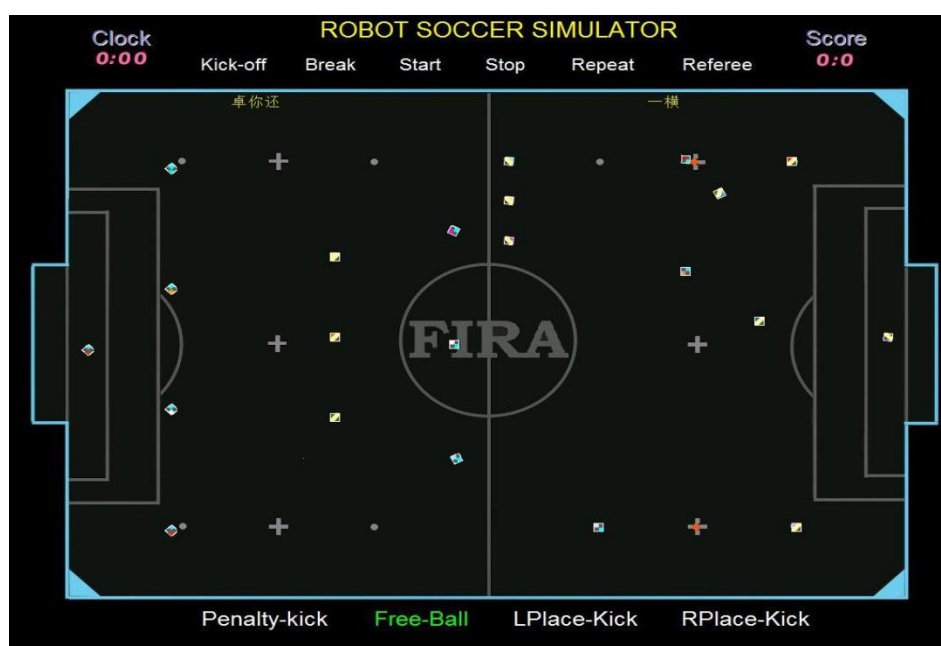 ROBOT SOCCER SIMULATOR
Clock
0:00
Score
0:0
Kick-off Break Start Stop Repeat Referee
卓你还 一横
FIRA
Penalty-kick Free-Ball LPlace-Kick RPlace-Kick